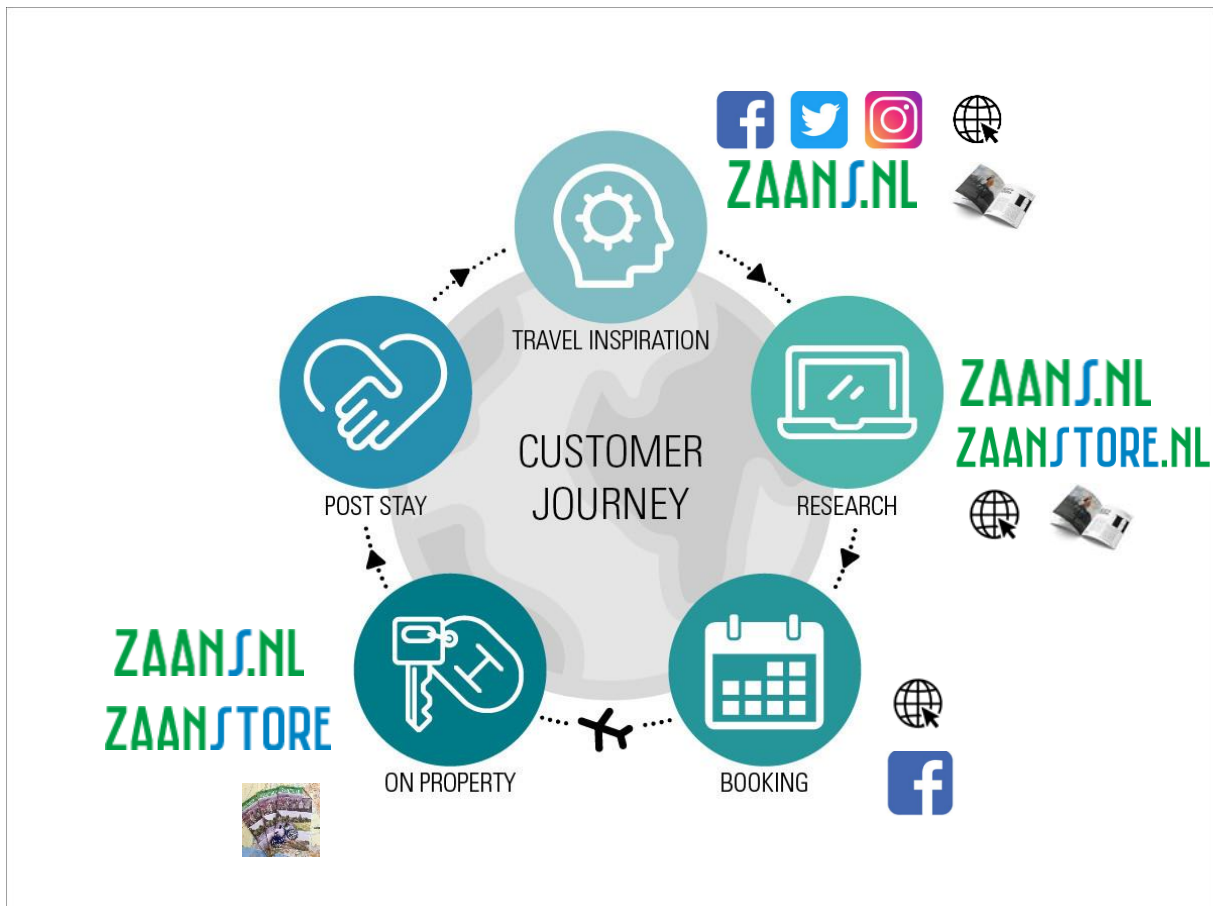 ZAANS.NL
TRAVEL INSPIRATION
ZAANS.NL
ZAANSTORE.NL
CUSTOMER
JOURNEY
POST STAY
RESEARCH
ZAANS.NL
ZAANSTORE
ON PROPERTY
BOOKING